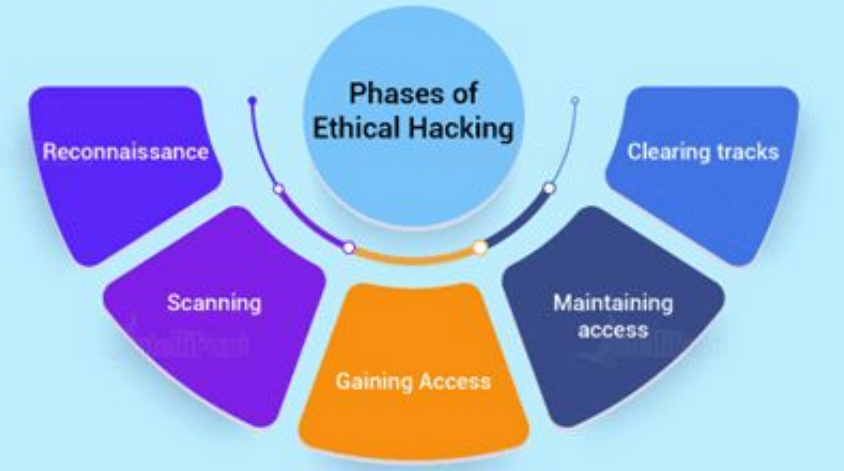 Phases of
Ethical Hacking
Reconnaissance
Scanning
Gaining Access
Maintaining
access
Clearing tracks